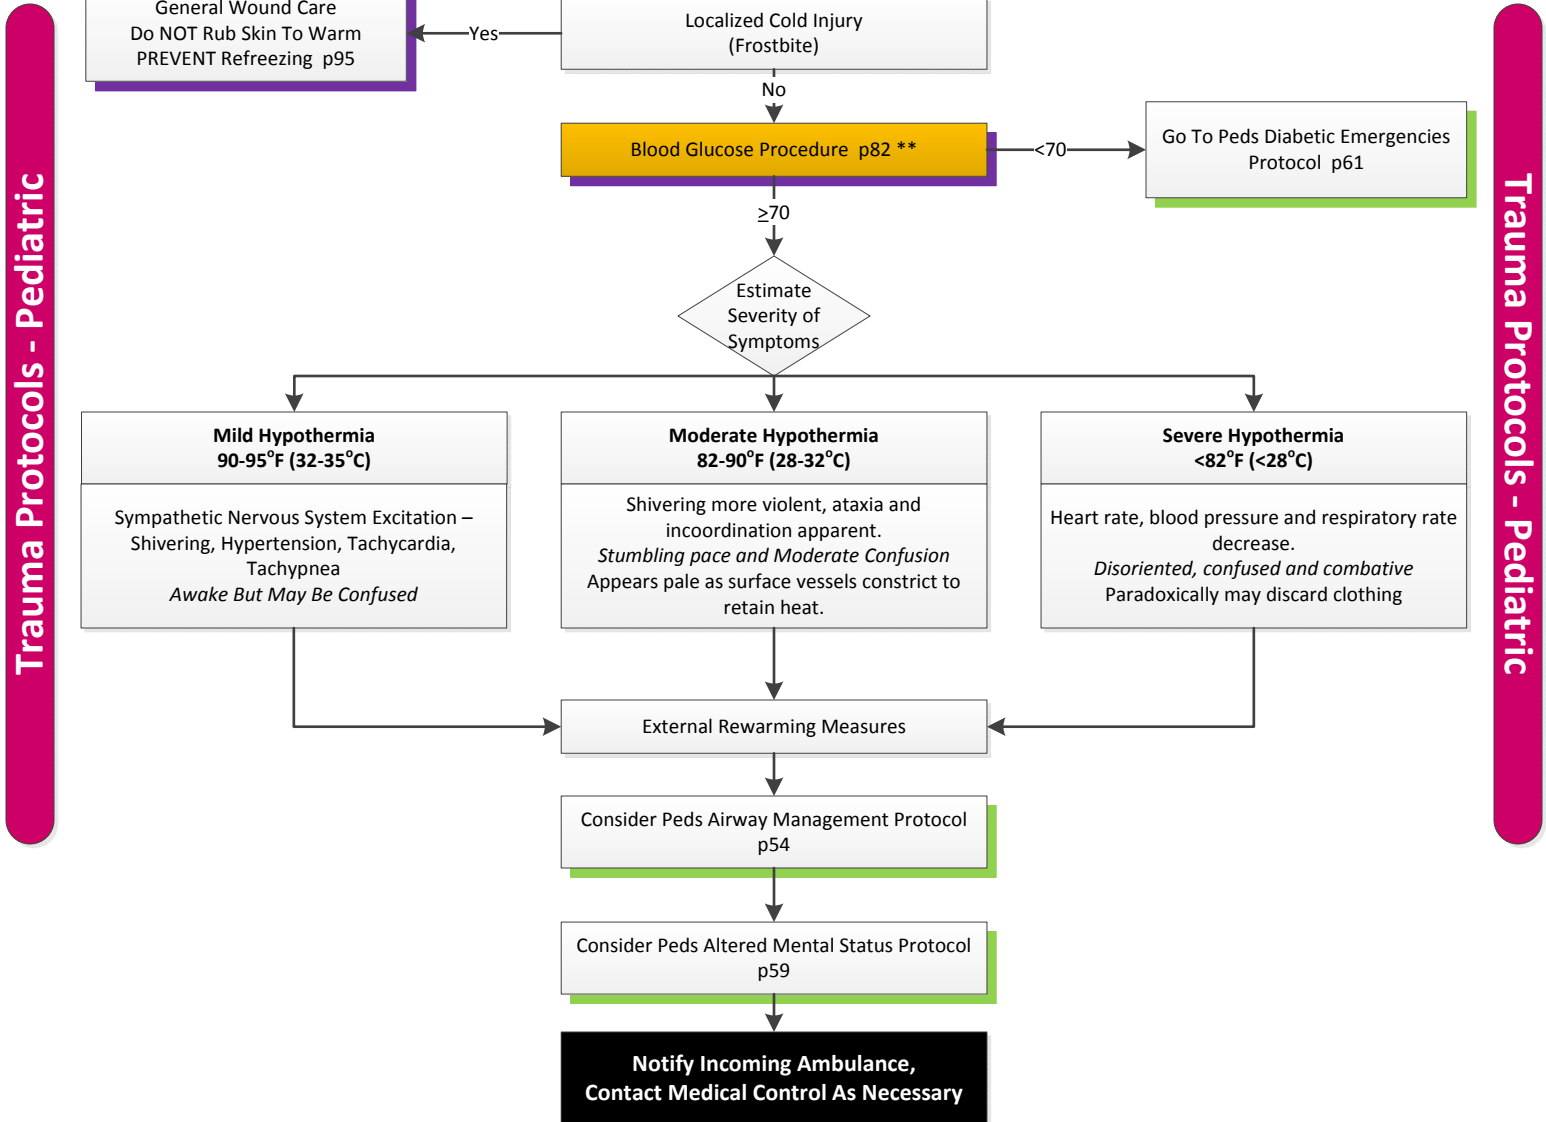 Trauma Protocols - Pediatric
General Wound Care
Do NOT Rub Skin To Warm
PREVENT Refreezing  p95
Yes
Localized Cold Injury
(Frostbite)
No
Blood Glucose Procedure  p82 **
<70
Go To Peds Diabetic Emergencies
Protocol  p61
≥70
Estimate
Severity of
Symptoms
Mild Hypothermia
90-95°F (32-35°C)
Sympathetic Nervous System Excitation –
Shivering, Hypertension, Tachycardia,
Tachypnea
Awake But May Be Confused
Moderate Hypothermia
82-90°F (28-32°C)
Shivering more violent, ataxia and
incoordination apparent.
Stumbling pace and Moderate Confusion
Appears pale as surface vessels constrict to
retain heat.
Severe Hypothermia
<82°F (<28°C)
Heart rate, blood pressure and respiratory rate
decrease.
Disoriented, confused and combative
Paradoxically may discard clothing
External Rewarming Measures
Consider Peds Airway Management Protocol
p54
Consider Peds Altered Mental Status Protocol
p59
Notify Incoming Ambulance,
Contact Medical Control As Necessary
Trauma Protocols - Pediatric